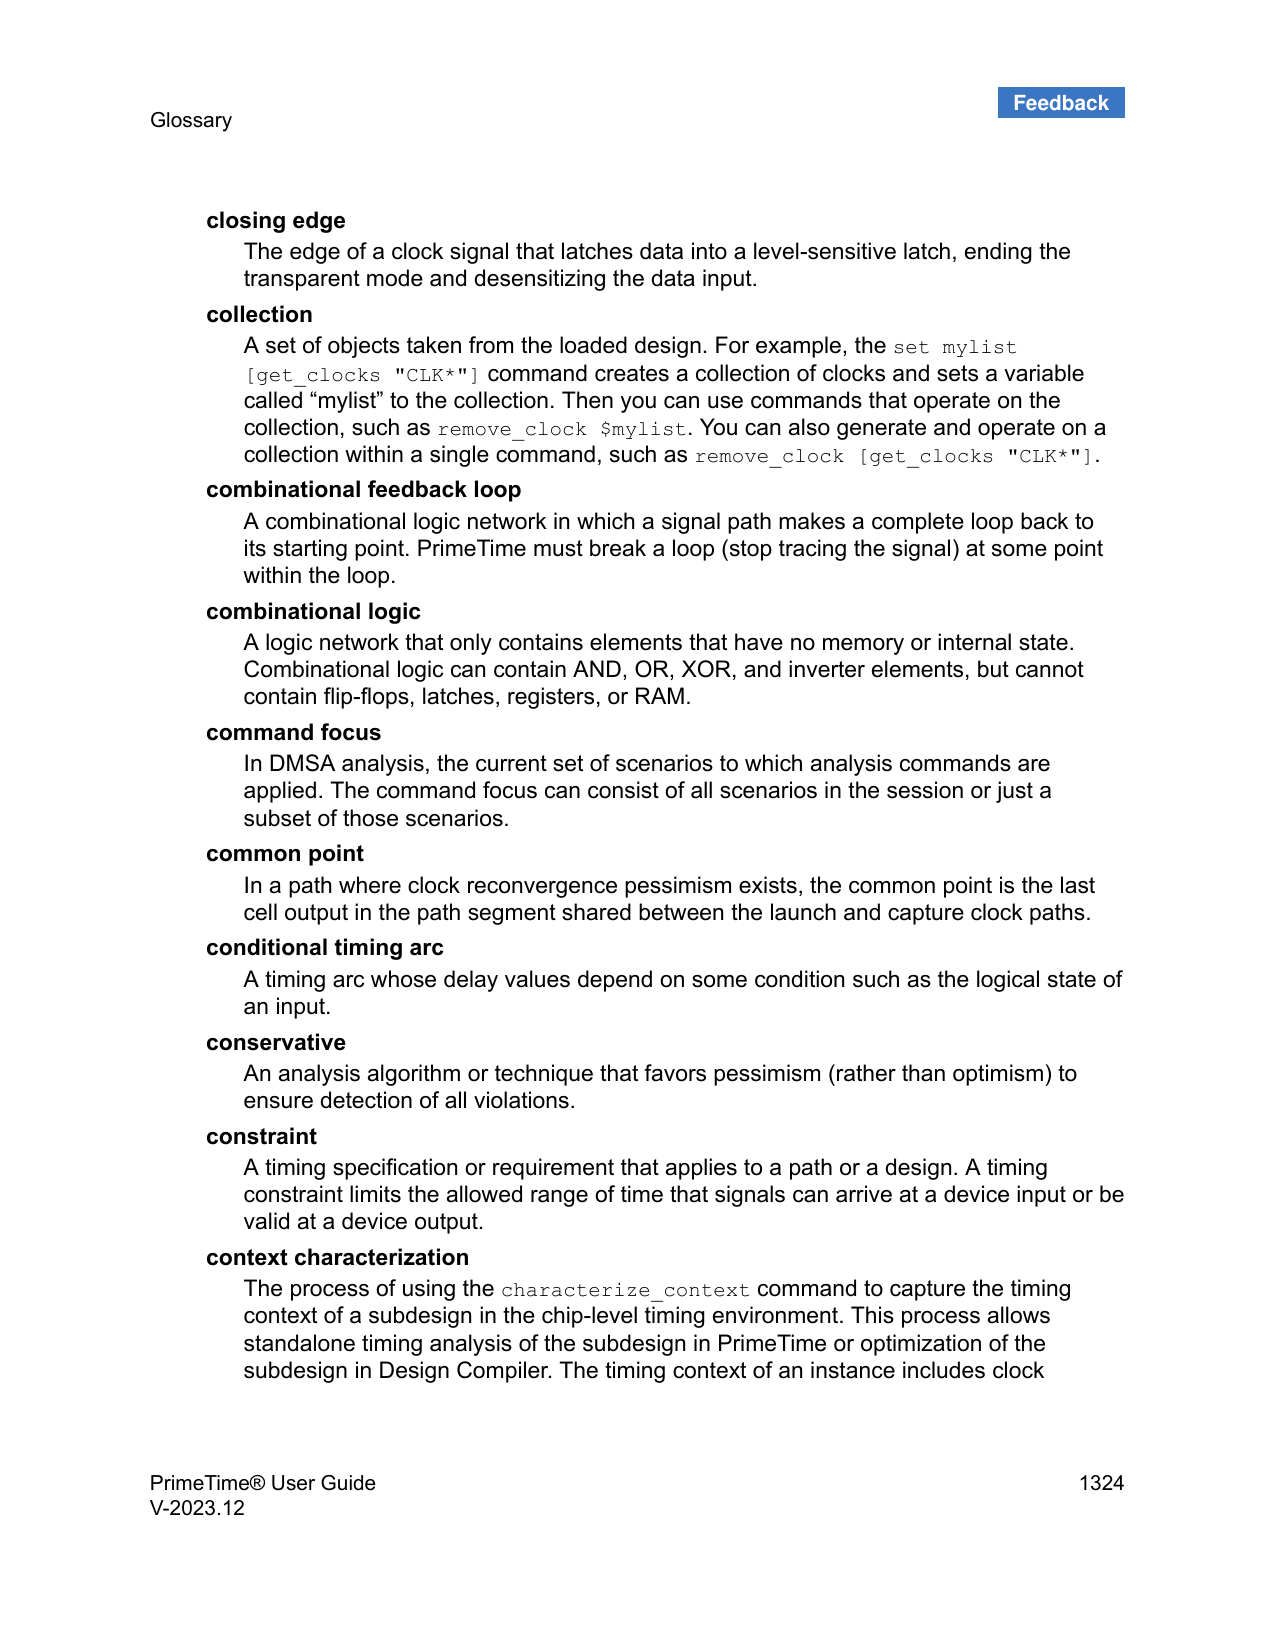 Glossary
Feedback
closing edge
The edge of a clock signal that latches data into a level-sensitive latch, ending the
transparent mode and desensitizing the data input.
collection
A set of objects taken from the loaded design. For example, the set mylist
[get_clocks "CLK*"] command creates a collection of clocks and sets a variable
called “mylist” to the collection. Then you can use commands that operate on the
collection, such as remove_clock $mylist. You can also generate and operate on a
collection within a single command, such as remove_clock [get_clocks "CLK*"].
combinational feedback loop
A combinational logic network in which a signal path makes a complete loop back to
its starting point. PrimeTime must break a loop (stop tracing the signal) at some point
within the loop.
combinational logic
A logic network that only contains elements that have no memory or internal state.
Combinational logic can contain AND, OR, XOR, and inverter elements, but cannot
contain flip-flops, latches, registers, or RAM.
command focus
In DMSA analysis, the current set of scenarios to which analysis commands are
applied. The command focus can consist of all scenarios in the session or just a
subset of those scenarios.
common point
In a path where clock reconvergence pessimism exists, the common point is the last
cell output in the path segment shared between the launch and capture clock paths.
conditional timing arc
A timing arc whose delay values depend on some condition such as the logical state of
an input.
conservative
An analysis algorithm or technique that favors pessimism (rather than optimism) to
ensure detection of all violations.
constraint
A timing specification or requirement that applies to a path or a design. A timing
constraint limits the allowed range of time that signals can arrive at a device input or be
valid at a device output.
context characterization
The process of using the characterize_context command to capture the timing
context of a subdesign in the chip-level timing environment. This process allows
standalone timing analysis of the subdesign in PrimeTime or optimization of the
subdesign in Design Compiler. The timing context of an instance includes clock
PrimeTime® User Guide
1324
V-2023.12